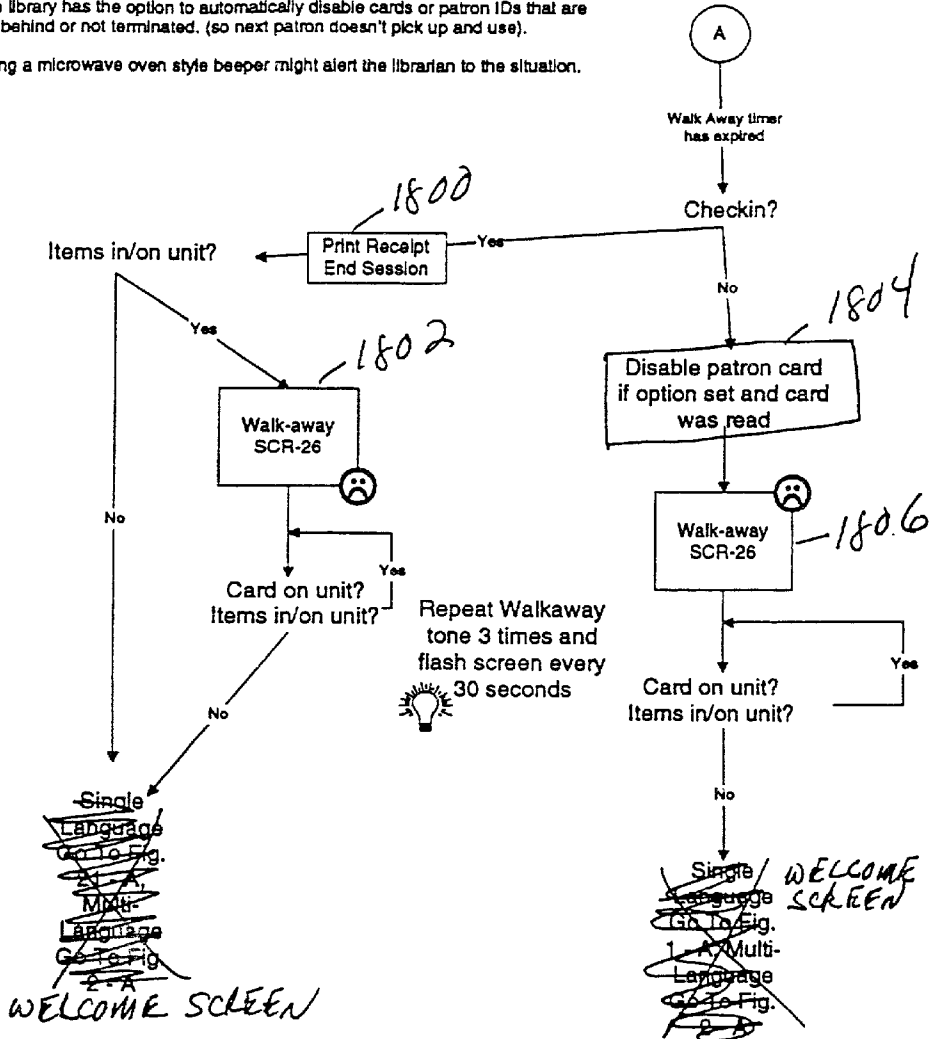 library has the option to automatically disable cards or patron IDs that are
behind or not terminated. (so next patron doesn't pick up and use).
ng a microwave oven style beeper might alert the librarian to the situation.
A
Walk Away timer
has expired
Checkin?
Yes
No
1800
Print Receipt
End Session
Items in/on unit?
Yes
No
1802
Walk-away
SCR-26
Card on unit?
Items in/on unit?
Yes
No
1804
Disable patron card
if option set and card
was read
1806
Walk-away
SCR-26
Card on unit?
Items in/on unit?
Yes
No
Repeat Walkaway
tone 3 times and
flash screen every
30 seconds
Single
Language
Go To Fig.
21 - A,
Multi-
Language
Go To Fig
2 - A
WELCOME SCREEN
Single
Language
Go To Fig.
1 - A, Multi-
Language
Go To Fig.
2 - A
WELCOME
SCREEN